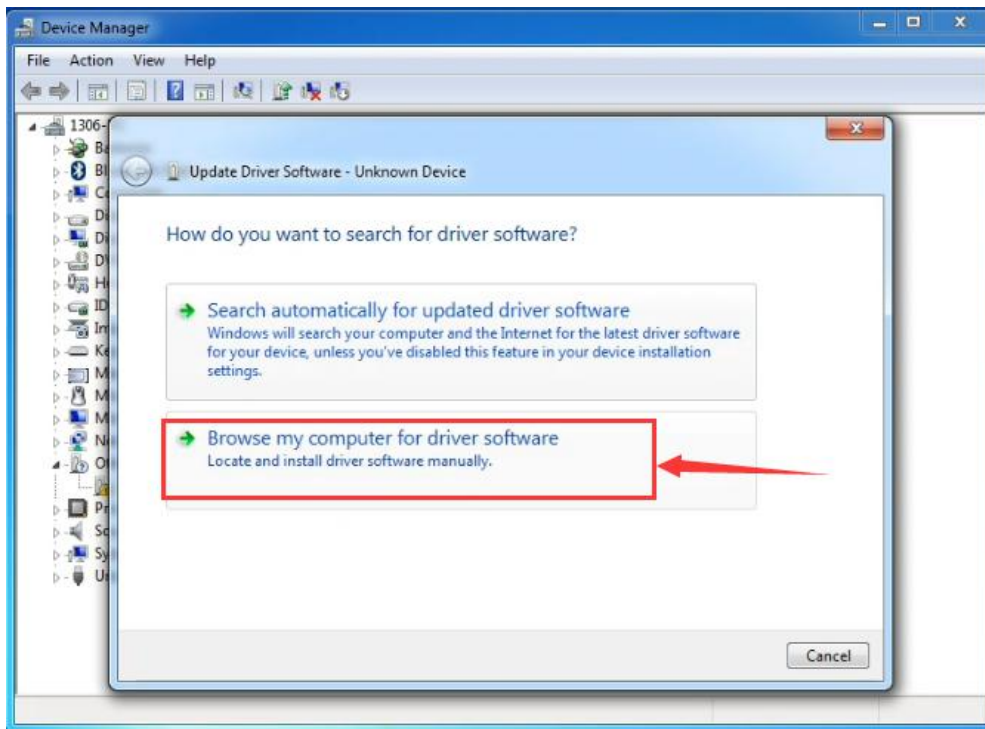 Device Manager
File Action View Help
1306-
Update Driver Software - Unknown Device
How do you want to search for driver software?
Search automatically for updated driver software
Windows will search your computer and the Internet for the latest driver software
for your device, unless you've disabled this feature in your device installation
settings.
Browse my computer for driver software
Locate and install driver software manually.
Cancel